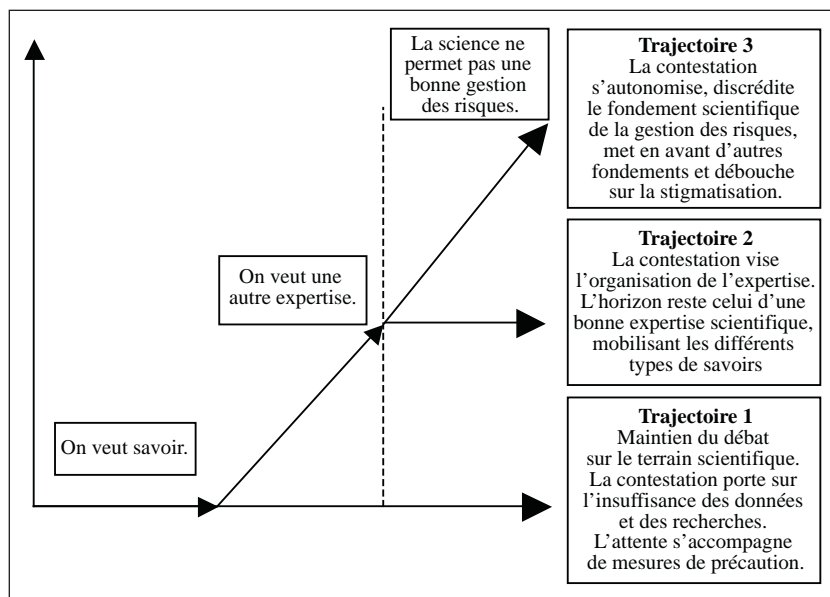 La science ne
permet pas une
bonne gestion
des risques.
Trajectoire 3
La contestation
s’autonomise, discrédite
le fondement scientifique
de la gestion des risques,
met en avant d’autres
fondements et débouche
sur la stigmatisation.
On veut une
autre expertise.
Trajectoire 2
La contestation vise
l’organisation de l’expertise.
L’horizon reste celui d’une
bonne expertise scientifique,
mobilisant les différents
types de savoirs
On veut savoir.
Trajectoire 1
Maintien du débat
sur le terrain scientifique.
La contestation porte sur
l’insuffisance des données
et des recherches.
L’attente s’accompagne
de mesures de précaution.